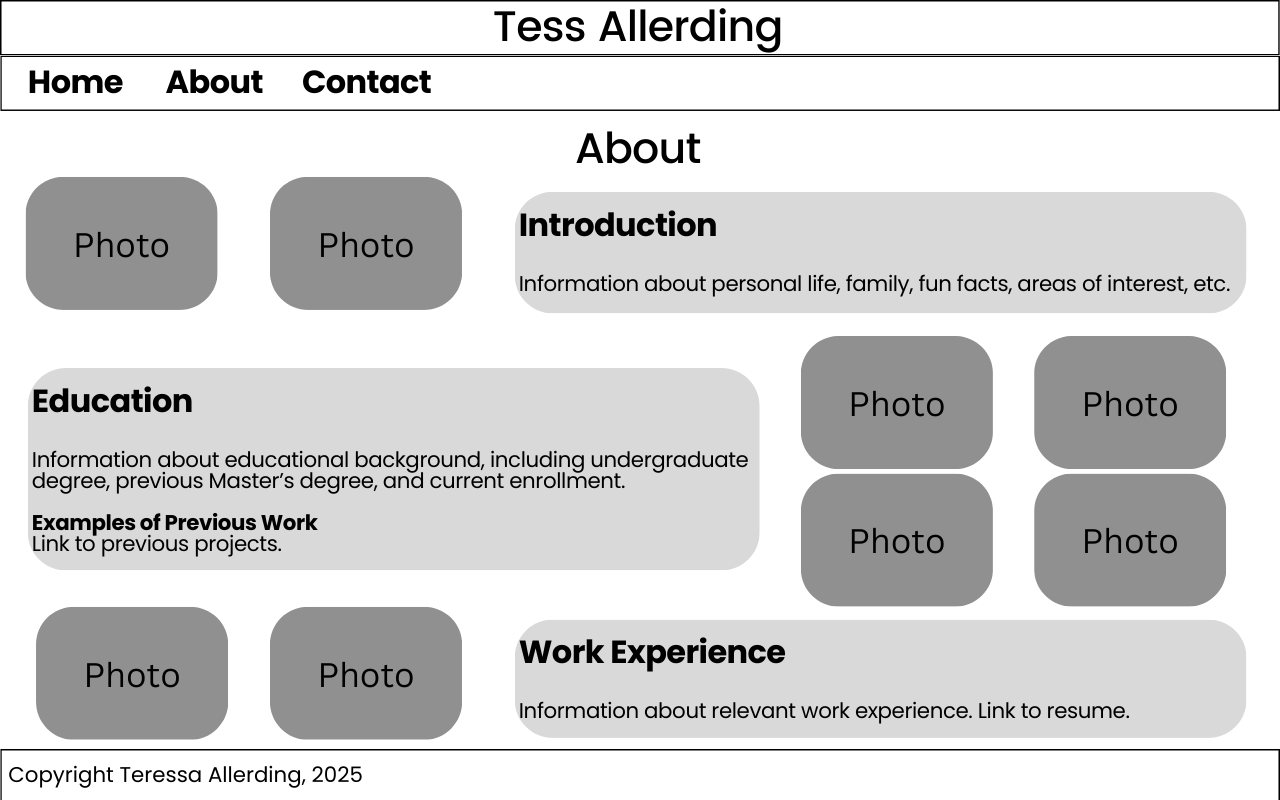 Tess Allerding
Home About Contact
About
Photo Photo
Introduction
Information about personal life, family, fun facts, areas of interest, etc.
Education
Information about educational background, including undergraduate
degree, previous Master’s degree, and current enrollment.
Examples of Previous Work
Link to previous projects.
Photo Photo
Photo Photo
Photo Photo
Work Experience
Information about relevant work experience. Link to resume.
Copyright Teressa Allerding, 2025